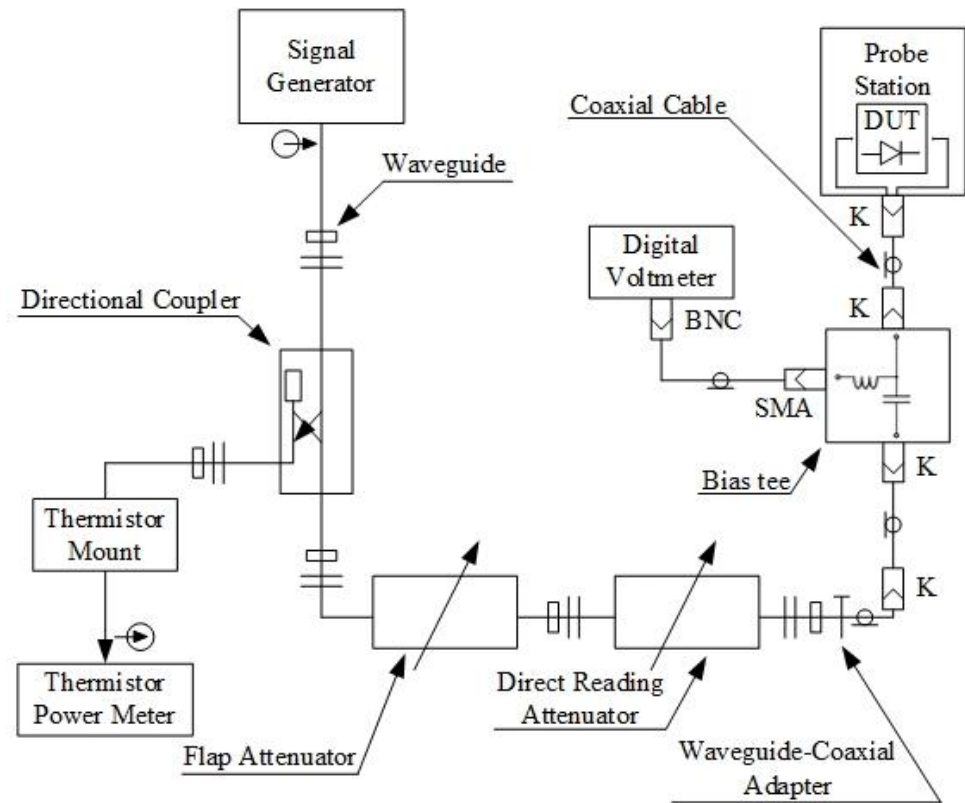 Signal
Generator
Probe
Station
DUT
Coaxial Cable
Waveguide
K
Digital
Voltmeter
Directional Coupler
K
BNC
SMA
K
Bias tee
Thermistor
Mount
K
Direct Reading
Attenuator
Thermistor
Power Meter
Flap Attenuator
Waveguide-Coaxial
Adapter